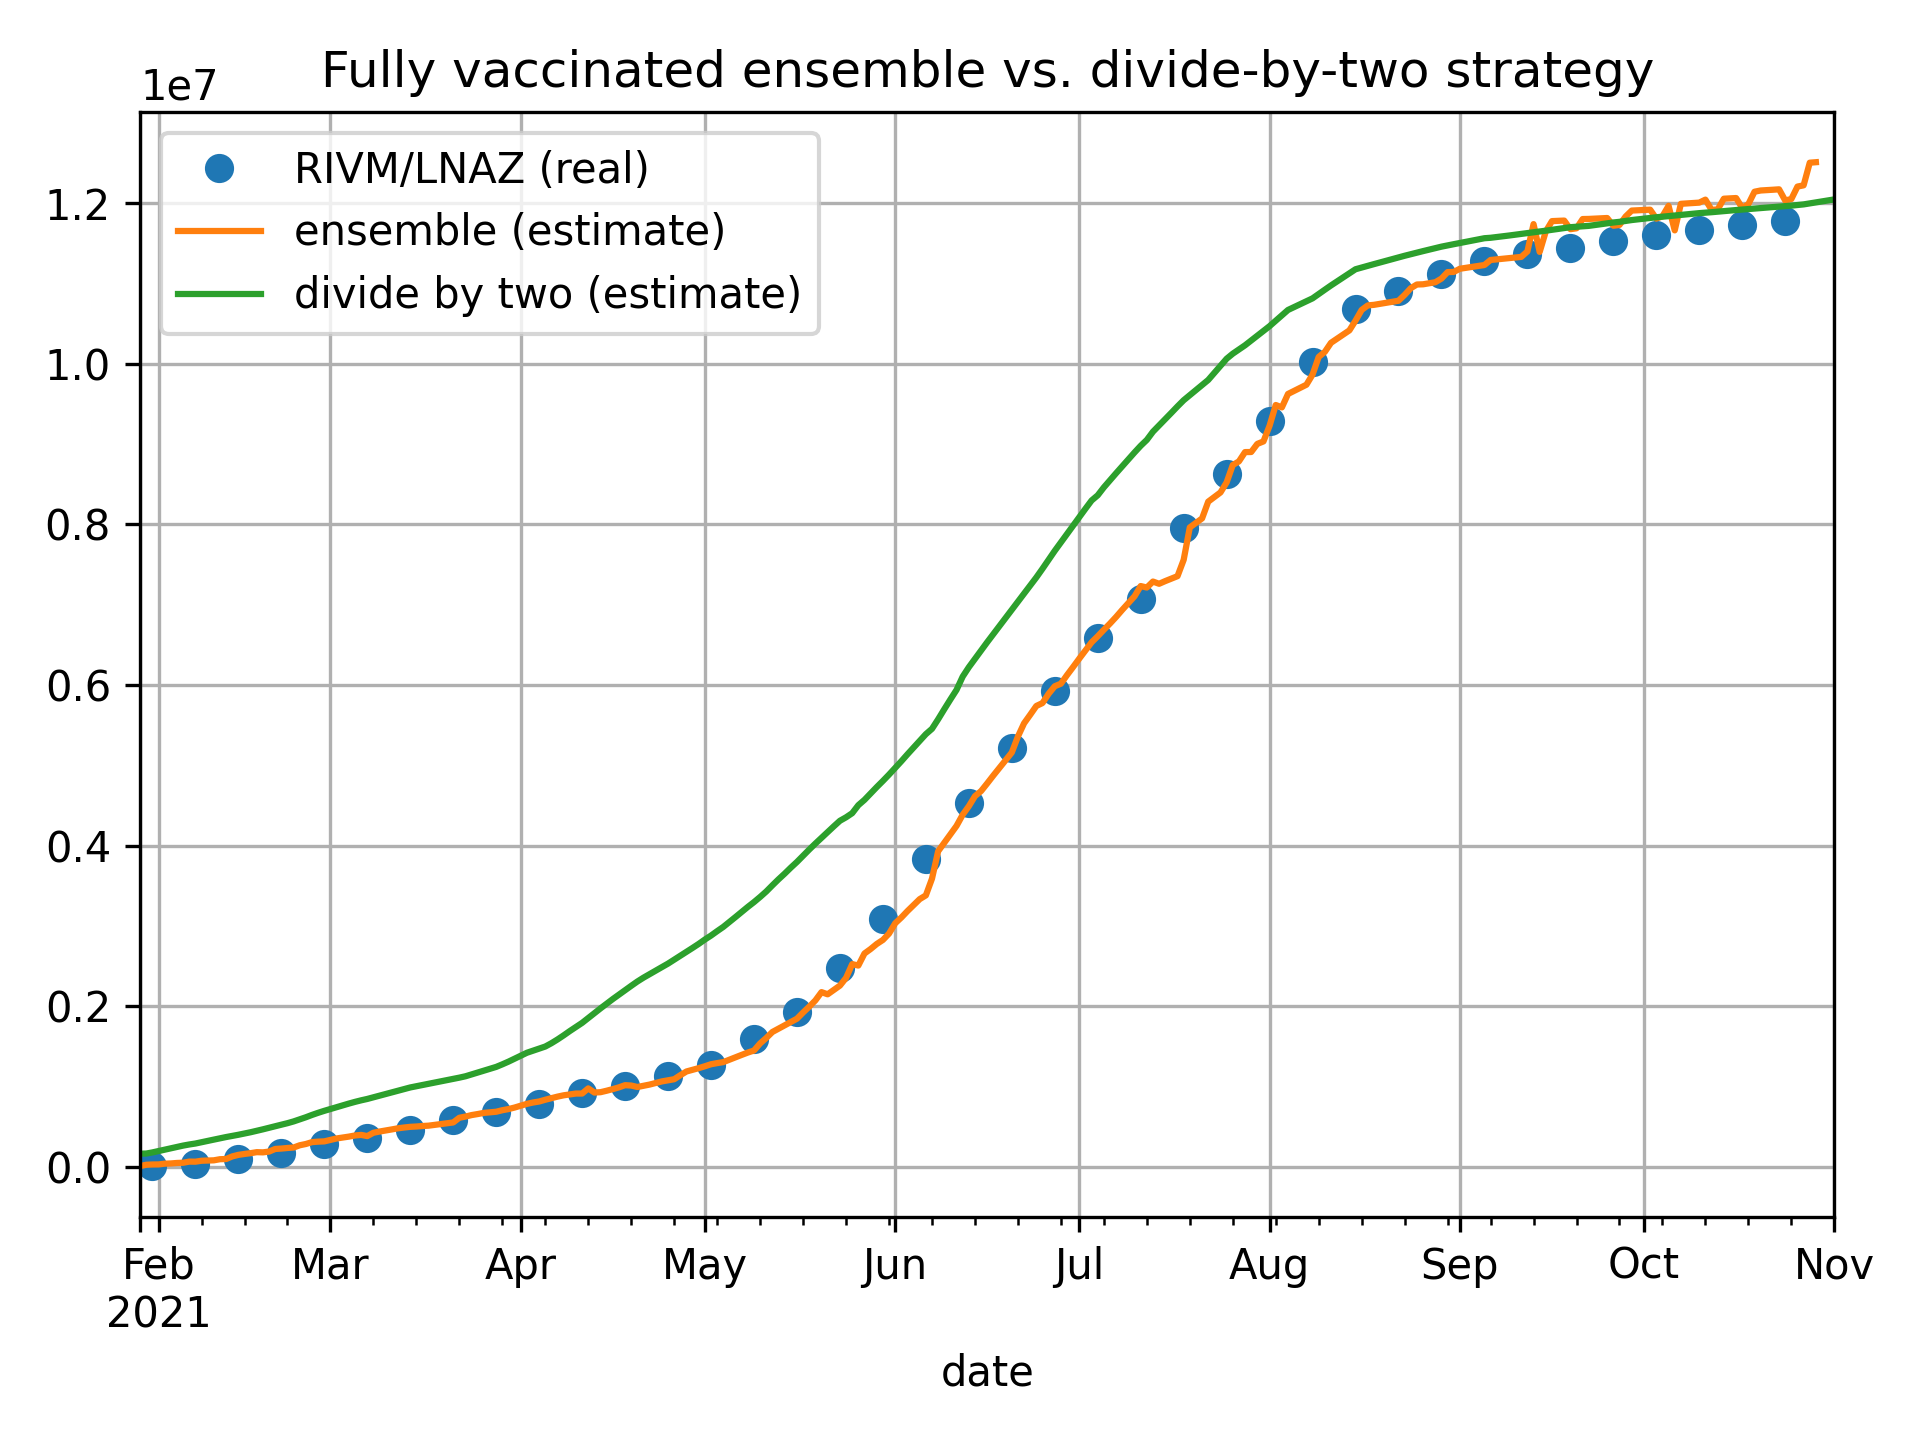 Fully vaccinated ensemble vs. divide-by-two strategy
1e7
RIVM/LNAZ (real)
ensemble (estimate)
divide by two (estimate)
1.2
1.0
0.8
0.6
0.4
0.2
0.0
Feb Mar Apr May Jun Jul Aug Sep Oct Nov
2021
date